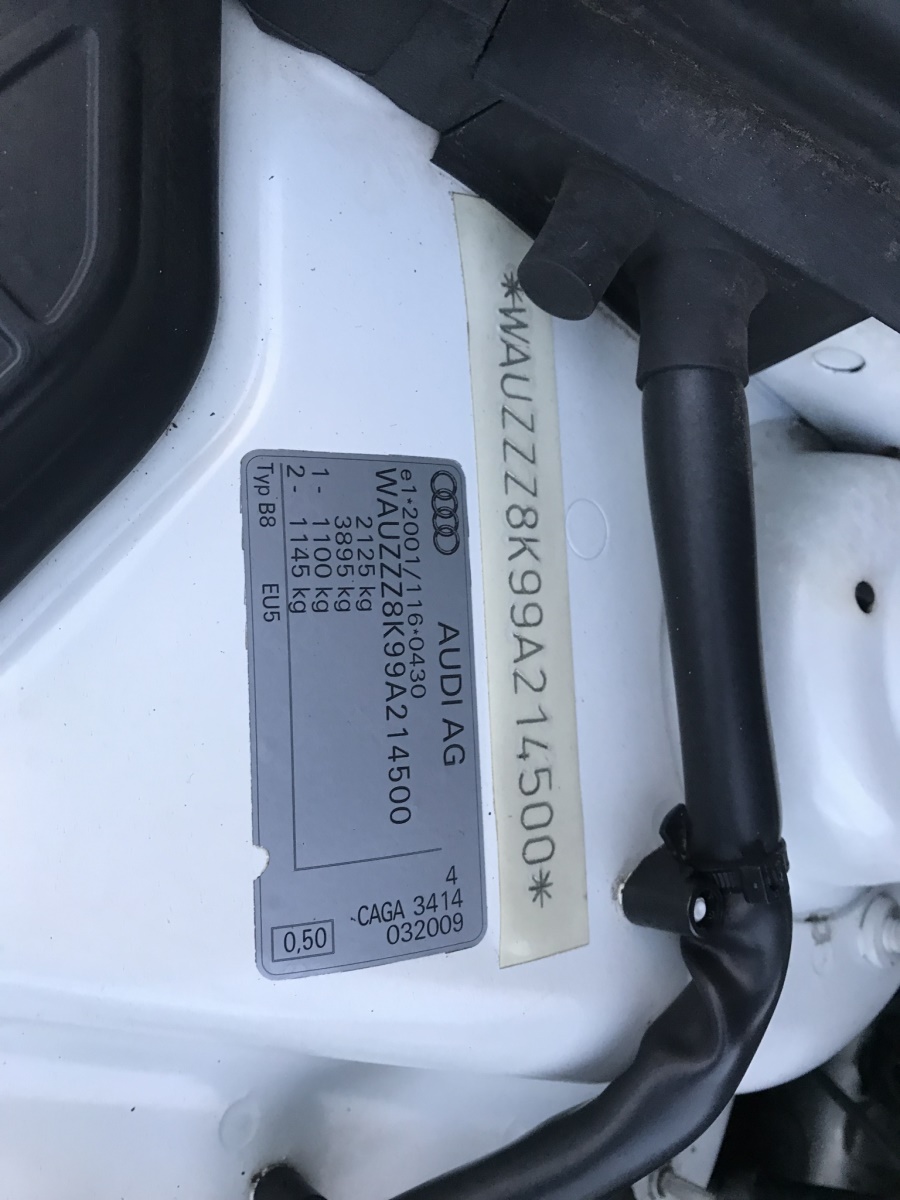 *WAUZZZ8K99A214500*
AUDI AG
e1*2001/116*0430
WAUZZZ8K99A214500
2125 kg
3895 kg
1 - 1100 kg
2 - 1145 kg
Typ B8 EU5
4
CAGA 3414
032009
0,50